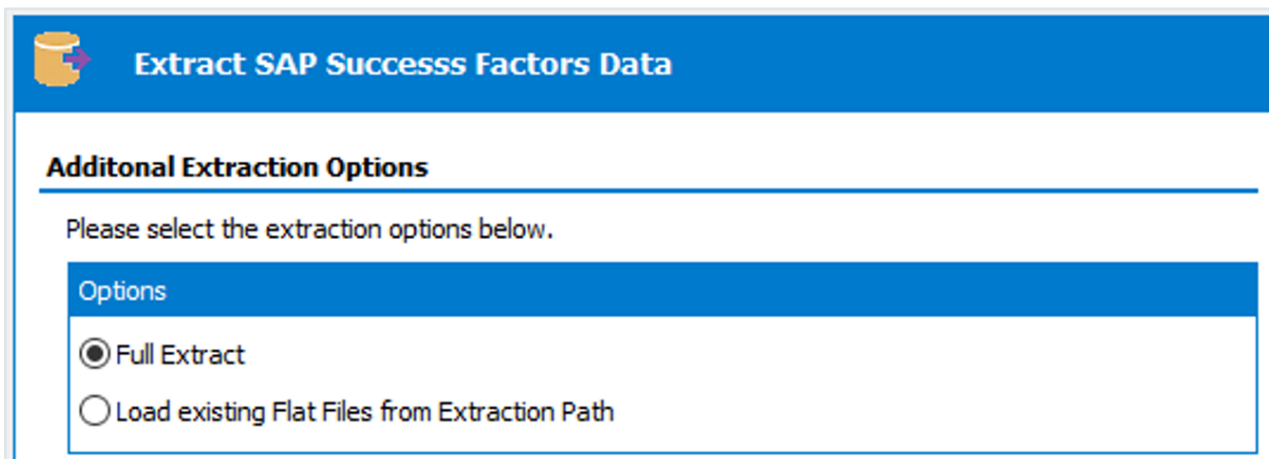 Extract SAP Successs Factors Data
Additonal Extraction Options
Please select the extraction options below.
Options
Full Extract
Load existing Flat Files from Extraction Path